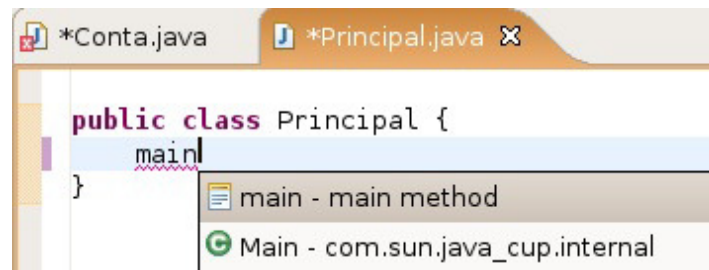 *Conta.java *Principal.java
public class Principal {
main
}
main - main method
Main - com.sun.java_cup.internal